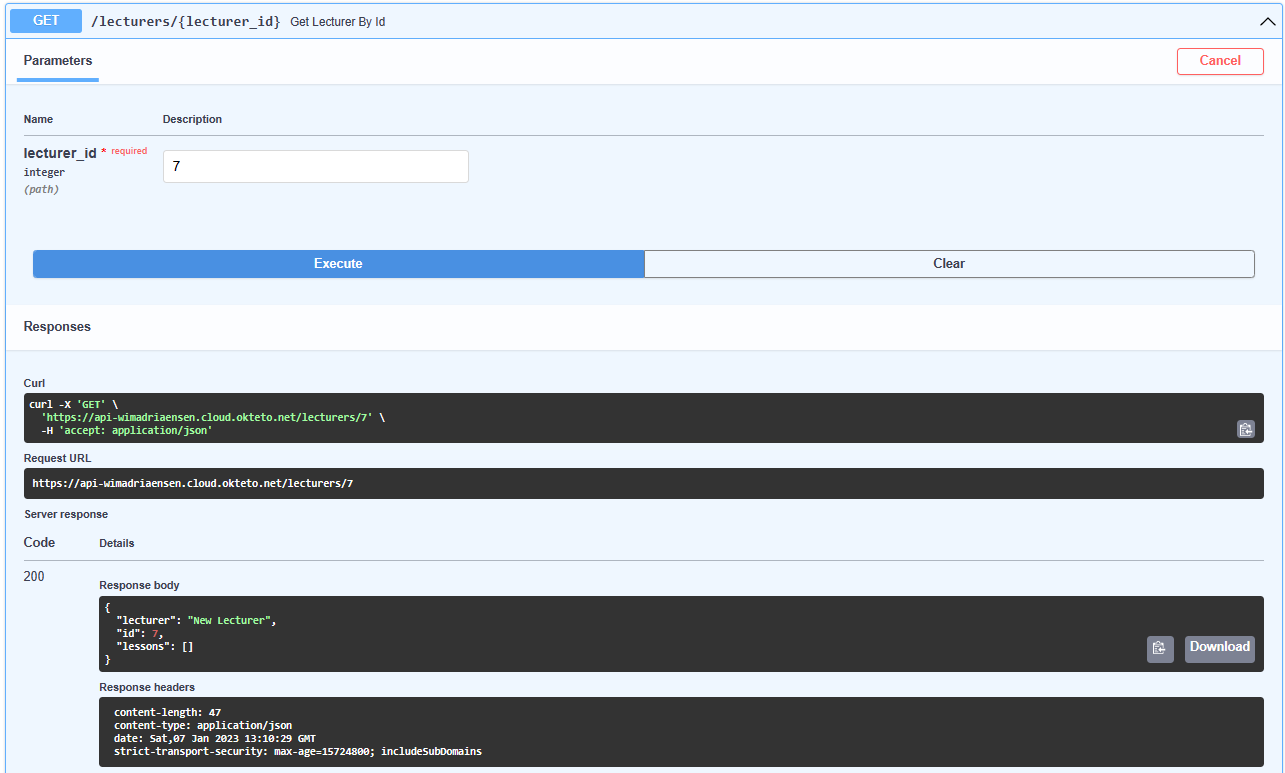 GET /lecturers/{lecturer_id} Get Lecturer By Id
Parameters Cancel
Name Description
lecturer_id * required 7
integer
(path)
Execute Clear
Responses
Curl
curl -X 'GET' \
'https://api-wimadriaensen.cloud.okteto.net/lecturers/7' \
-H 'accept: application/json'
Request URL
https://api-wimadriaensen.cloud.okteto.net/lecturers/7
Server response
Code Details
200
Response body
{
"lecturer": "New Lecturer",
"id": 7,
"lessons": []
}
Download
Response headers
content-length: 47
content-type: application/json
date: Sat,07 Jan 2023 13:10:29 GMT
strict-transport-security: max-age=15724800; includeSubDomains